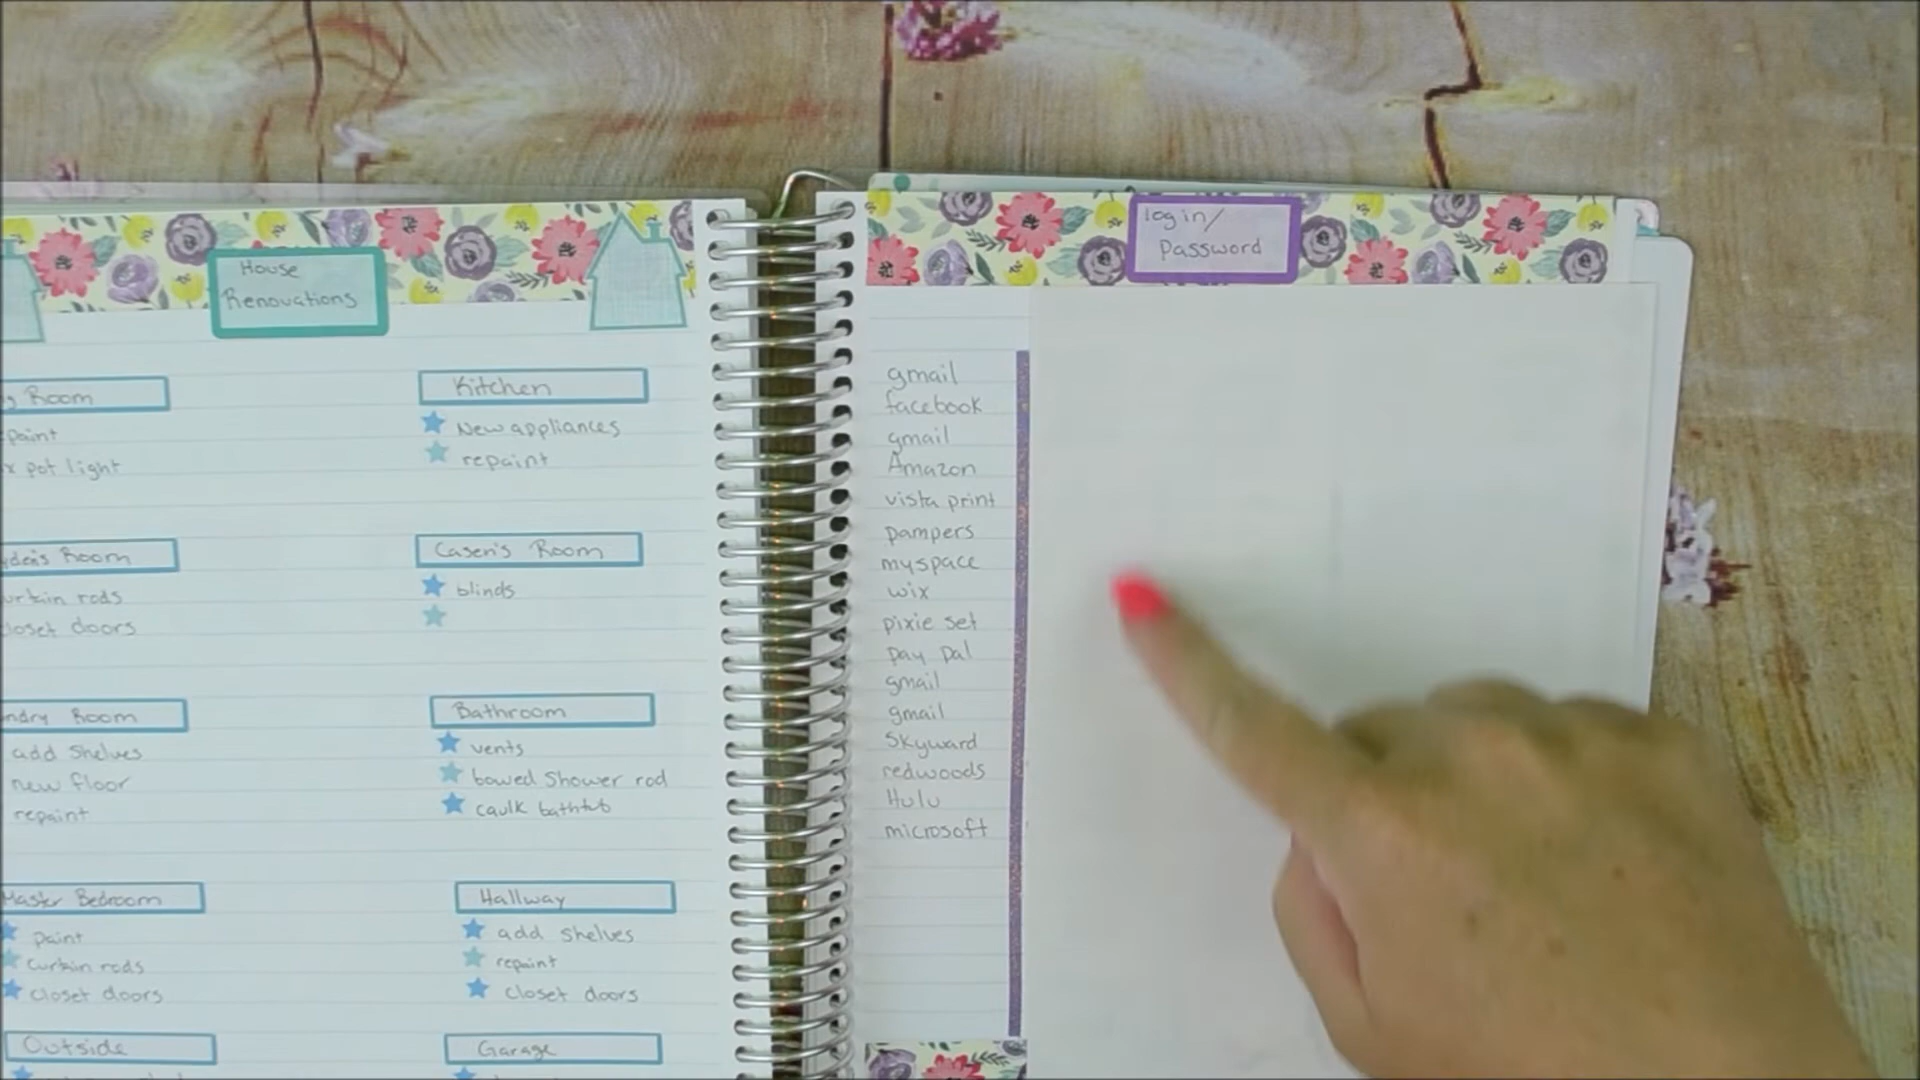 House
Renovations
Room
paint
pot light
Kitchen
New appliances
repaint
Room
rods
closet doors
Casen's Room
blinds
Room
add shelves
new floor
repaint
Bathroom
vents
bowed shower rod
caulk bathtub
Master Bedroom
paint
curtain rods
closet doors
Hallway
add shelves
repaint
closet doors
Outside
Garage
login/
Password
gmail
facebook
gmail
Amazon
vista print
pampers
myspace
wix
pixie set
pay pal
gmail
gmail
Skyward
redwoods
Hulu
microsoft